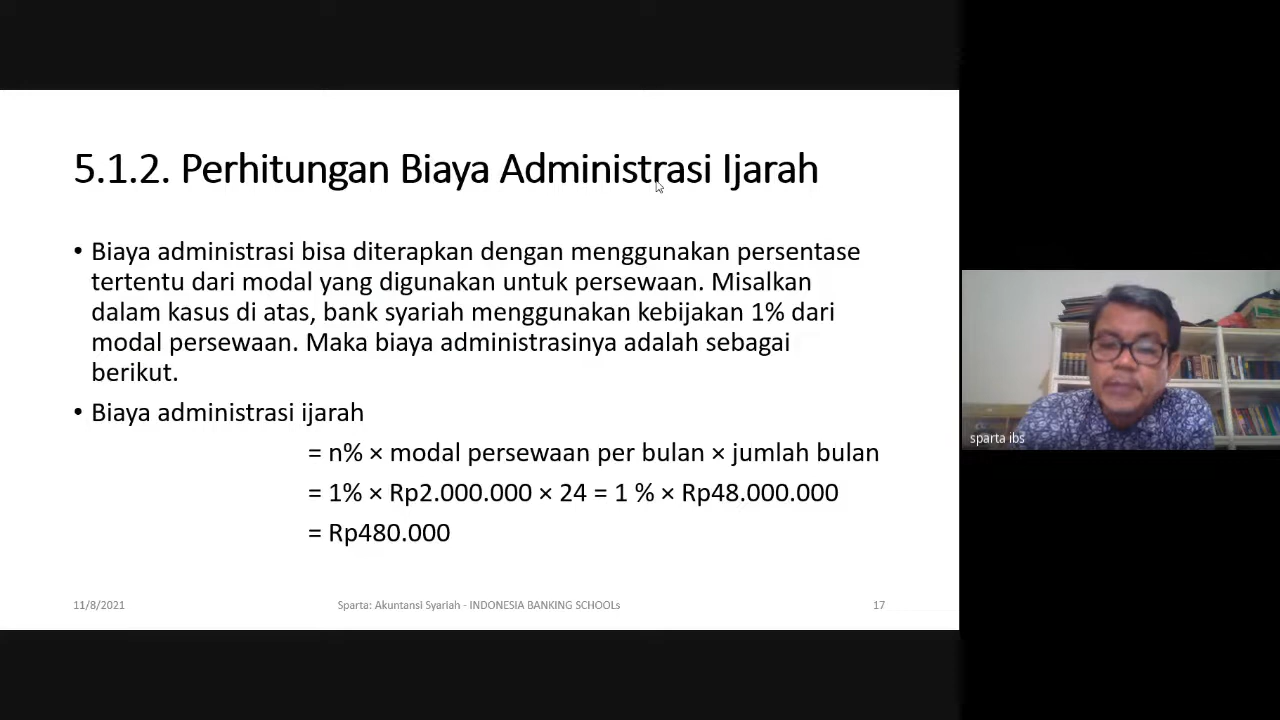 5.1.2. Perhitungan Biaya Administrasi Ijarah
• Biaya administrasi bisa diterapkan dengan menggunakan persentase
tertentu dari modal yang digunakan untuk persewaan. Misalkan
dalam kasus di atas, bank syariah menggunakan kebijakan 1% dari
modal persewaan. Maka biaya administrasinya adalah sebagai
berikut.
• Biaya administrasi ijarah
= n% × modal persewaan per bulan × jumlah bulan
= 1% × Rp2.000.000 × 24 = 1 % × Rp48.000.000
= Rp480.000
11/8/2021
Sparta: Akuntansi Syariah - INDONESIA BANKING SCHOOLs
17
sparta ibs